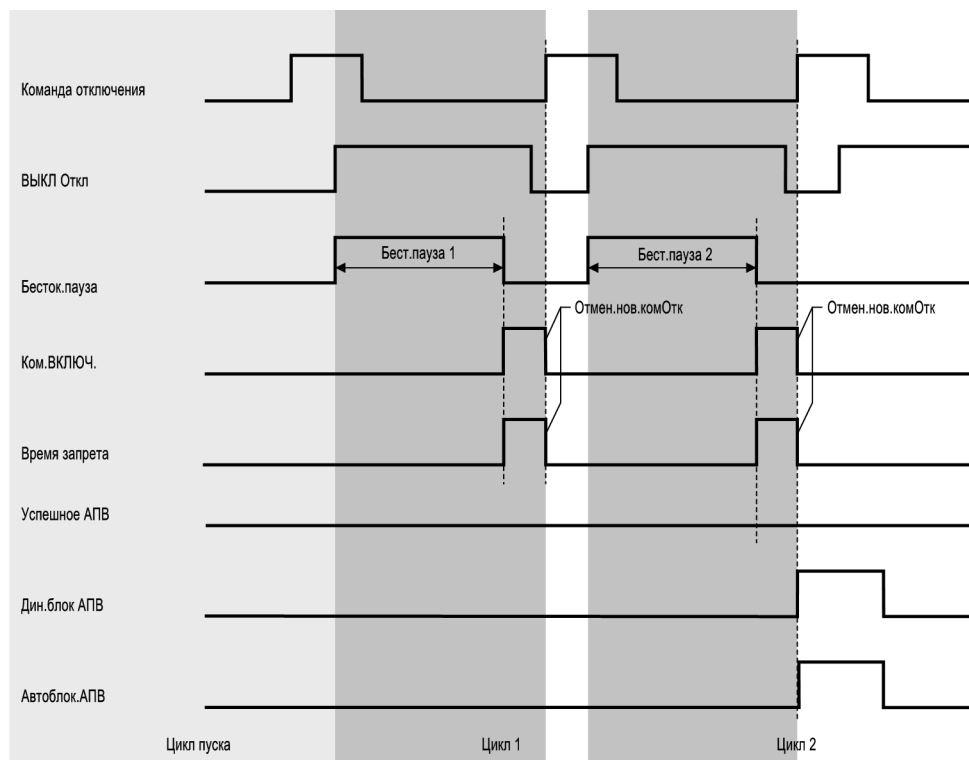 Команда отключения
ВЫКЛ Откл
Бест.пауза 1
Бест.пауза 2
Бесток.пауза
Отмен.нов.комОтк
Отмен.нов.комОтк
Ком.ВКЛЮЧ.
Время запрета
Успешное АПВ
Дин.блок АПВ
Автоблок.АПВ
Цикл пуска
Цикл 1
Цикл 2